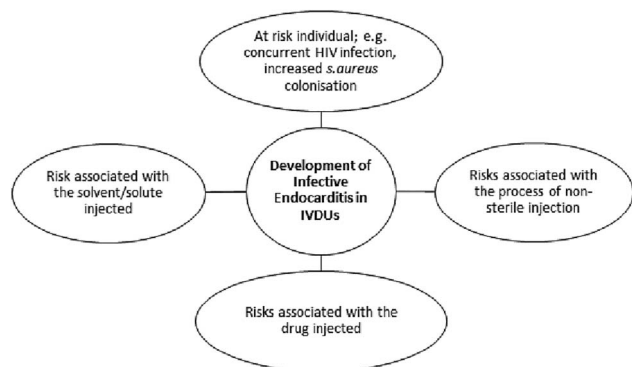 At risk individual; e.g.
concurrent HIV infection,
increased s.aureus
colonisation
Risk associated with
the solvent/solute
injected
Development of
Infective
Endocarditis in
IVDUs
Risks associated with
the process of non-
sterile injection
Risks associated with the
drug injected